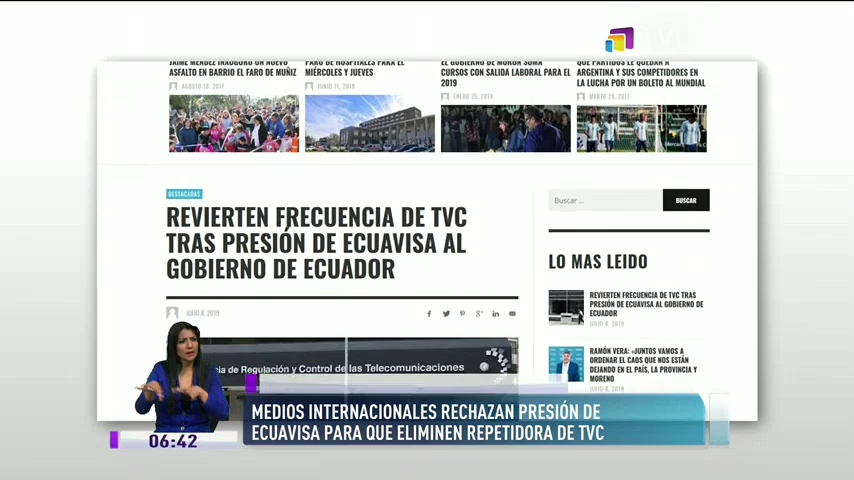 JAIME MÉNDEZ INAUGURÓ UN NUEVO
ASFALTO EN BARRIO EL FARO DE MUÑIZ
AGOSTO 10, 2017
PARO DE HOSPITALES PARA EL
MIÉRCOLES Y JUEVES
JUNIO 11, 2019
EL GOBIERNO DE MORÓN SUMA
CURSOS CON SALIDA LABORAL PARA EL
2019
ENERO 25, 2019
QUE PARTIDOS LE QUEDAN A
ARGENTINA Y SUS COMPETIDORES EN
LA LUCHA POR UN BOLETO AL MUNDIAL
MARZO 29, 2017
DESTACADAS
REVIERTEN FRECUENCIA DE TVC
TRAS PRESIÓN DE ECUAVISA AL
GOBIERNO DE ECUADOR
JULIO 8, 2019
cia de Regulación y Control de las Telecomunicaciones
Buscar ...
BUSCAR
LO MAS LEIDO
REVIERTEN FRECUENCIA DE TVC TRAS
PRESIÓN DE ECUAVISA AL GOBIERNO DE
ECUADOR
JULIO 8, 2019
RAMÓN VERA: «JUNTOS VAMOS A
ORDENAR EL CAOS QUE NOS ESTÁN
DEJANDO EN EL PAÍS, LA PROVINCIA Y
MORENO
JULIO 8, 2019
MEDIOS INTERNACIONALES RECHAZAN PRESIÓN DE
ECUAVISA PARA QUE ELIMINEN REPETIDORA DE TVC
06:42